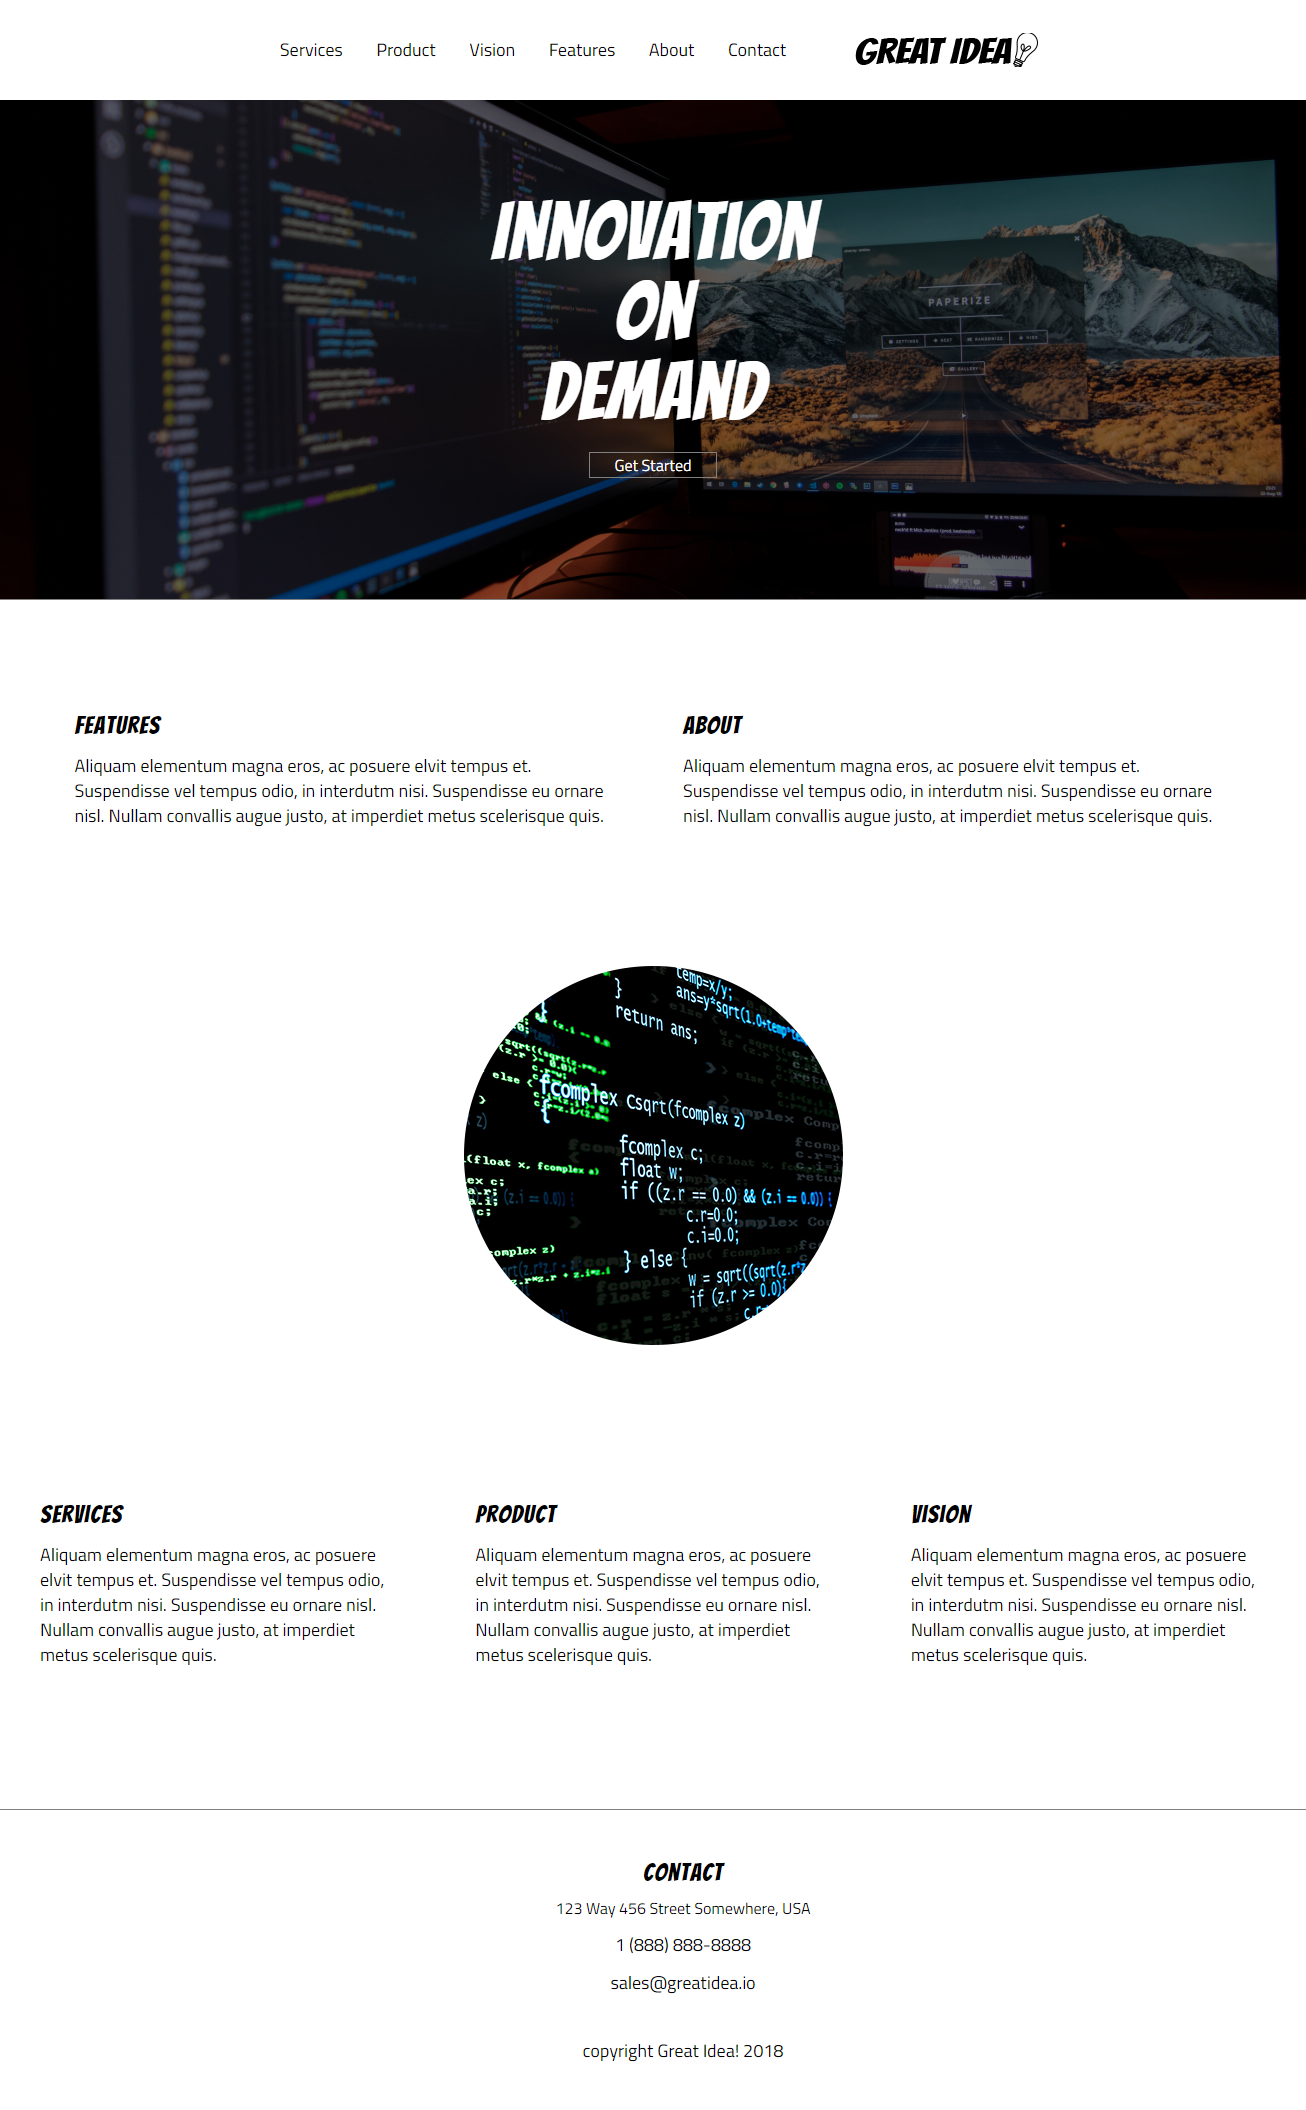 Services Product Vision Features About Contact GREAT IDEA
INNOVATION
ON
DEMAND
PAPERIZE
SETTINGS
GALLERY
Get Started
FEATURES
Aliquam elementum magna eros, ac posuere elvit tempus et.
Suspendisse vel tempus odio, in interdutm nisi. Suspendisse eu ornare
nisl. Nullam convallis augue justo, at imperdiet metus scelerisque quis.
ABOUT
Aliquam elementum magna eros, ac posuere elvit tempus et.
Suspendisse vel tempus odio, in interdutm nisi. Suspendisse eu ornare
nisl. Nullam convallis augue justo, at imperdiet metus scelerisque quis.
temp=x/y;
}
ans=y*sqrt(1.0+temp*te
return ans;
fcomplex Csqrt(fcomplex z)
{
fcomplex c;
float w;
if ((z.r == 0.0) && (z.i == 0.0)) {
c.r=0.0;
c.i=0.0;
} else {
w = sqrt((sqrt(z.r*z
if (z.r >= 0.0){
SERVICES
Aliquam elementum magna eros, ac posuere
elvit tempus et. Suspendisse vel tempus odio,
in interdutm nisi. Suspendisse eu ornare nisl.
Nullam convallis augue justo, at imperdiet
metus scelerisque quis.
PRODUCT
Aliquam elementum magna eros, ac posuere
elvit tempus et. Suspendisse vel tempus odio,
in interdutm nisi. Suspendisse eu ornare nisl.
Nullam convallis augue justo, at imperdiet
metus scelerisque quis.
VISION
Aliquam elementum magna eros, ac posuere
elvit tempus et. Suspendisse vel tempus odio,
in interdutm nisi. Suspendisse eu ornare nisl.
Nullam convallis augue justo, at imperdiet
metus scelerisque quis.
CONTACT
123 Way 456 Street Somewhere, USA
1 (888) 888-8888
sales@greatidea.io
copyright Great Idea! 2018